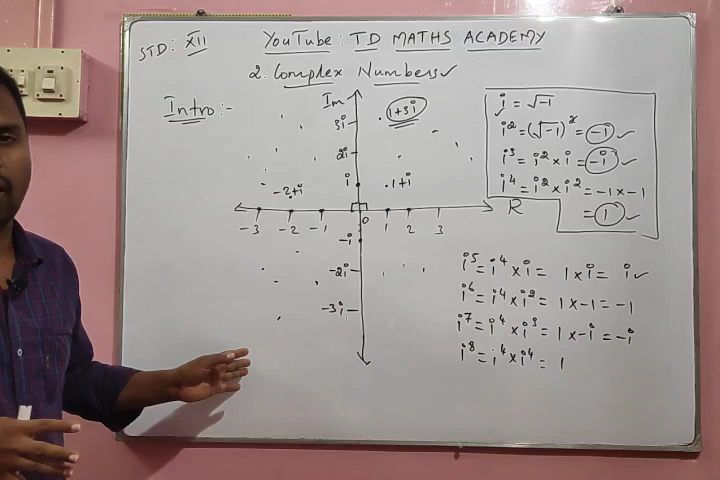 STD: XII
YouTube: TD MATHS ACADEMY
2. Complex Numbers ✓
Intro:-
Im
3i
1+3i
2i
i
-2+i
1+i
R
-3 -2 -1 0 1 2 3
-i
-2i
-3i
i = √-1
i² = (√-1)² = -1 ✓
i³ = i² × i = -i ✓
i⁴ = i² × i² = -1 × -1
= 1 ✓
i⁵ = i⁴ × i = 1 × i = i ✓
i⁶ = i⁴ × i² = 1 × -1 = -1
i⁷ = i⁴ × i³ = 1 × -i = -i
i⁸ = i⁴ × i⁴ = 1